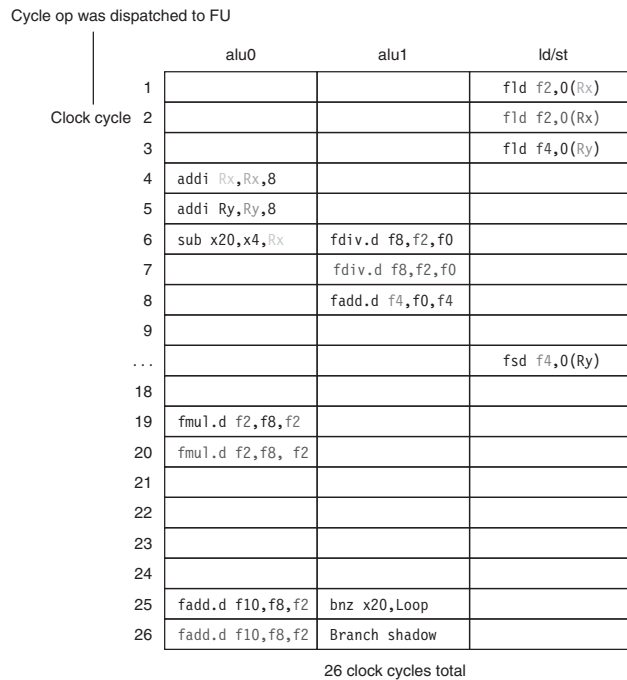 Cycle op was dispatched to FU
alu0 alu1 ld/st
1 fld f2,0(Rx)
Clock cycle 2 fld f2,0(Rx)
3 fld f4,0(Ry)
4 addi Rx,Rx,8
5 addi Ry,Ry,8
6 sub x20,x4,Rx fdiv.d f8,f2,f0
7 fdiv.d f8,f2,f0
8 fadd.d f4,f0,f4
9
... fsd f4,0(Ry)
18
19 fmul.d f2,f8,f2
20 fmul.d f2,f8, f2
21
22
23
24
25 fadd.d f10,f8,f2 bnz x20,Loop
26 fadd.d f10,f8,f2 Branch shadow
26 clock cycles total